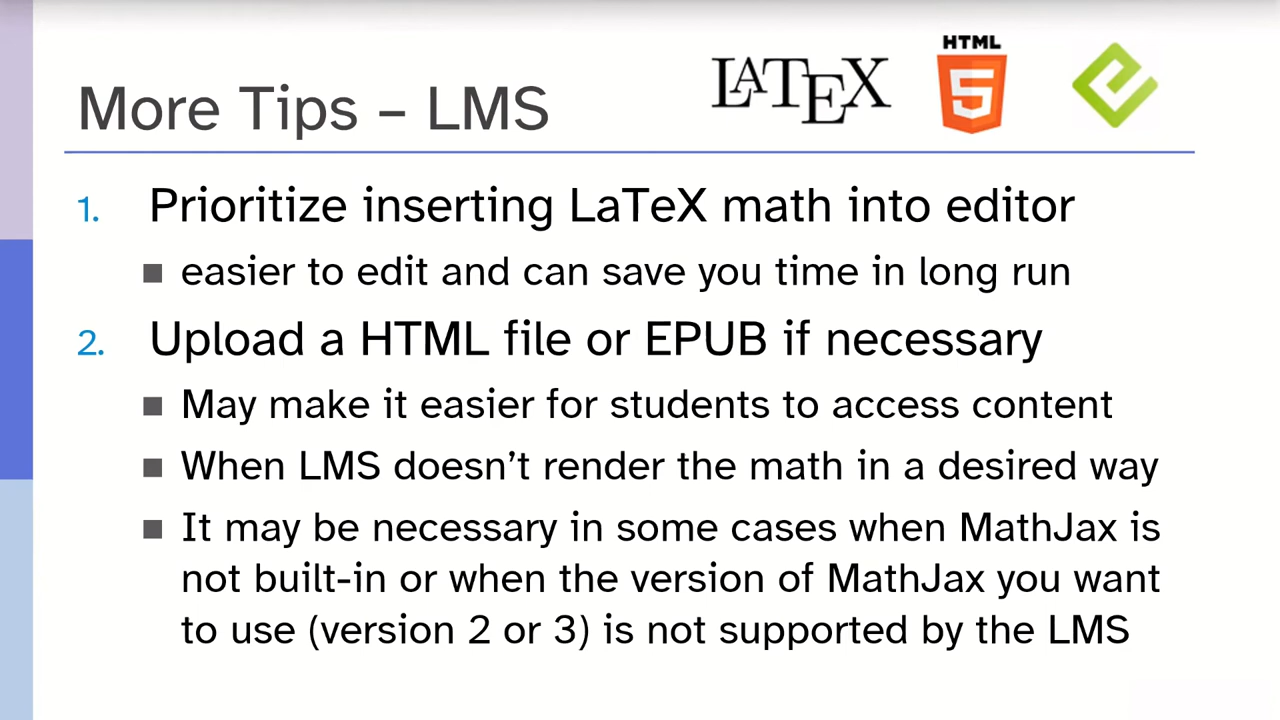 LATEX
HTML
5
More Tips – LMS
1. Prioritize inserting LaTeX math into editor
■ easier to edit and can save you time in long run
2. Upload a HTML file or EPUB if necessary
■ May make it easier for students to access content
■ When LMS doesn’t render the math in a desired way
■ It may be necessary in some cases when MathJax is
not built-in or when the version of MathJax you want
to use (version 2 or 3) is not supported by the LMS